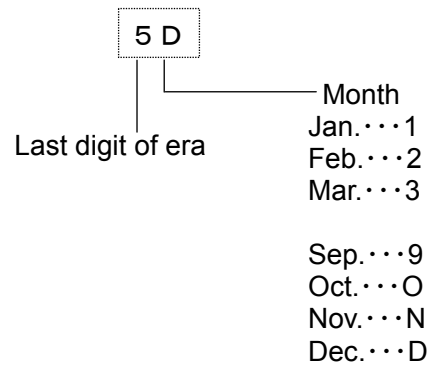 5 D
Month
Last digit of era
Jan.･･･1
Feb.･･･2
Mar.･･･3
Sep.･･･9
Oct.･･･O
Nov.･･･N
Dec.･･･D